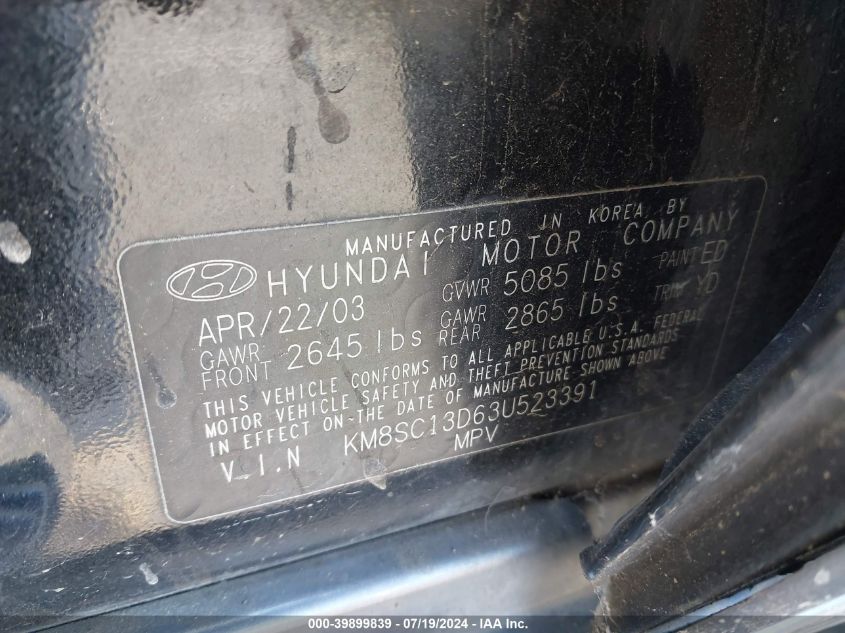 MANUFACTURED IN KOREA BY
HYUNDAI MOTOR COMPANY
APR/22/03 GVWR 5085 lbs PAINT ED
GAWR FRONT 2645 lbs GAWR REAR 2865 lbs TRIM YD
THIS VEHICLE CONFORMS TO ALL APPLICABLE U.S.A. FEDERAL
MOTOR VEHICLE SAFETY AND THEFT PREVENTION STANDARDS
IN EFFECT ON THE DATE OF MANUFACTURE SHOWN ABOVE
V.I.N KM8SC13D63U523391
MPV
000-39899839 / 07/19/2024 - IAA Inc.